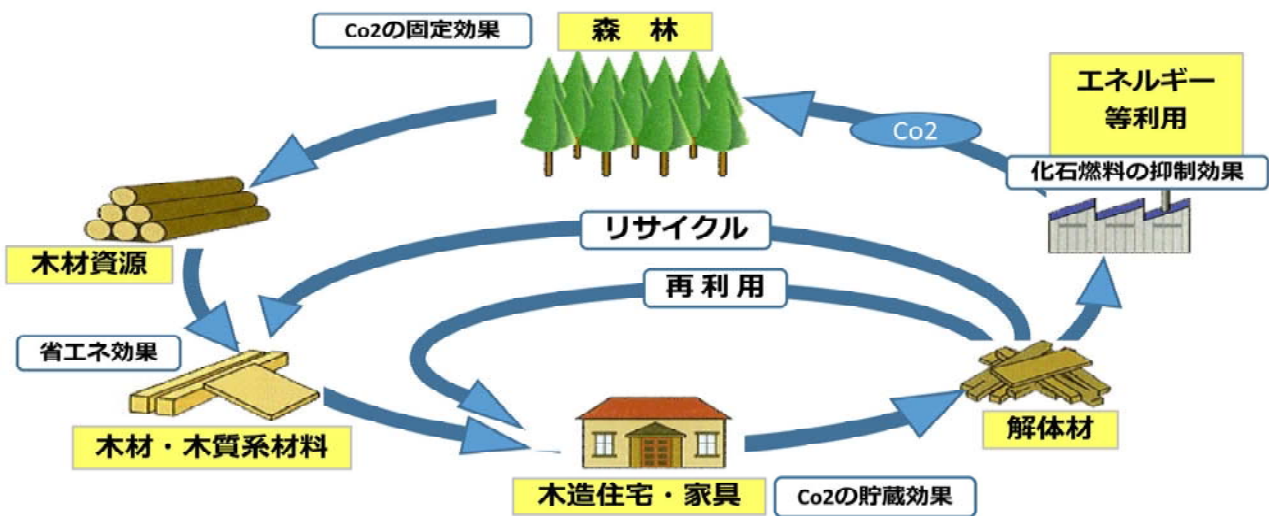 Co2の固定効果
森 林
エネルギー
等利用
Co2
化石燃料の抑制効果
リサイクル
木材資源
再 利 用
省エネ効果
解体材
木材・木質系材料
木造住宅・家具
Co2の貯蔵効果